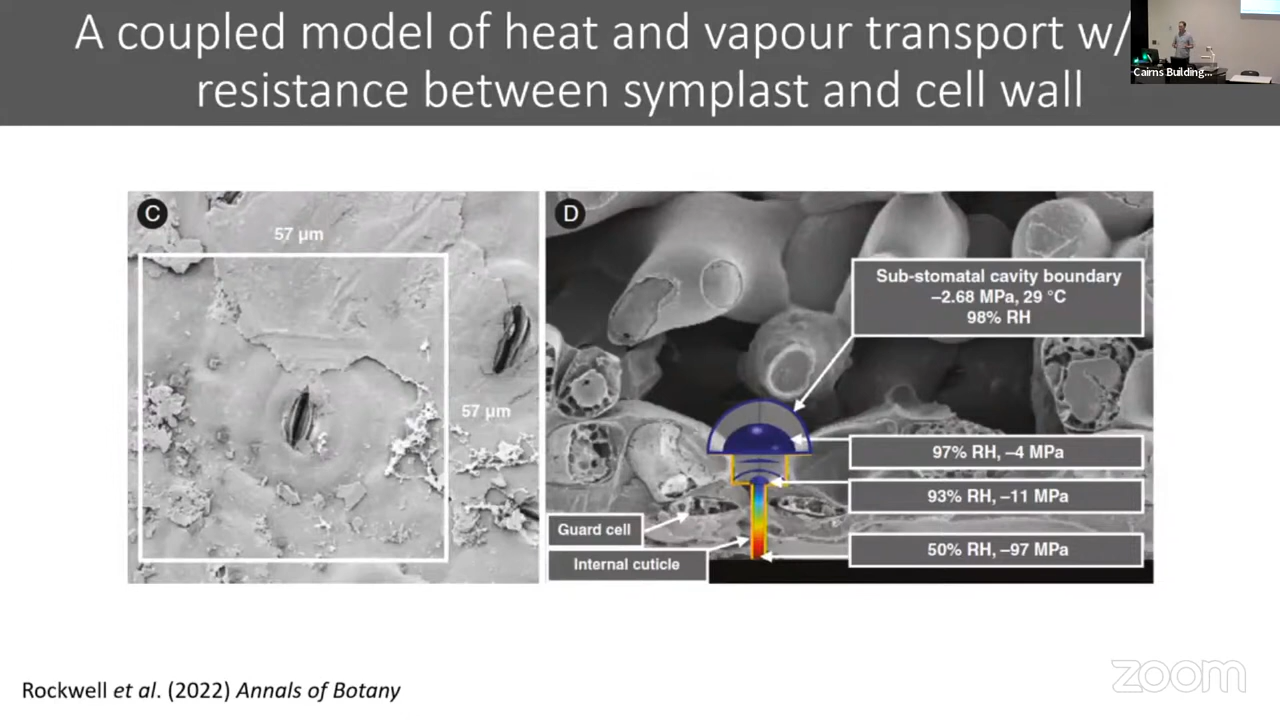 A coupled model of heat and vapour transport w/
resistance between symplast and cell wall
Cairns Building...
C
57 µm
57 µm
D
Sub-stomatal cavity boundary
–2.68 MPa, 29 °C
98% RH
97% RH, –4 MPa
93% RH, –11 MPa
50% RH, –97 MPa
Guard cell
Internal cuticle
Rockwell et al. (2022) Annals of Botany
zoom